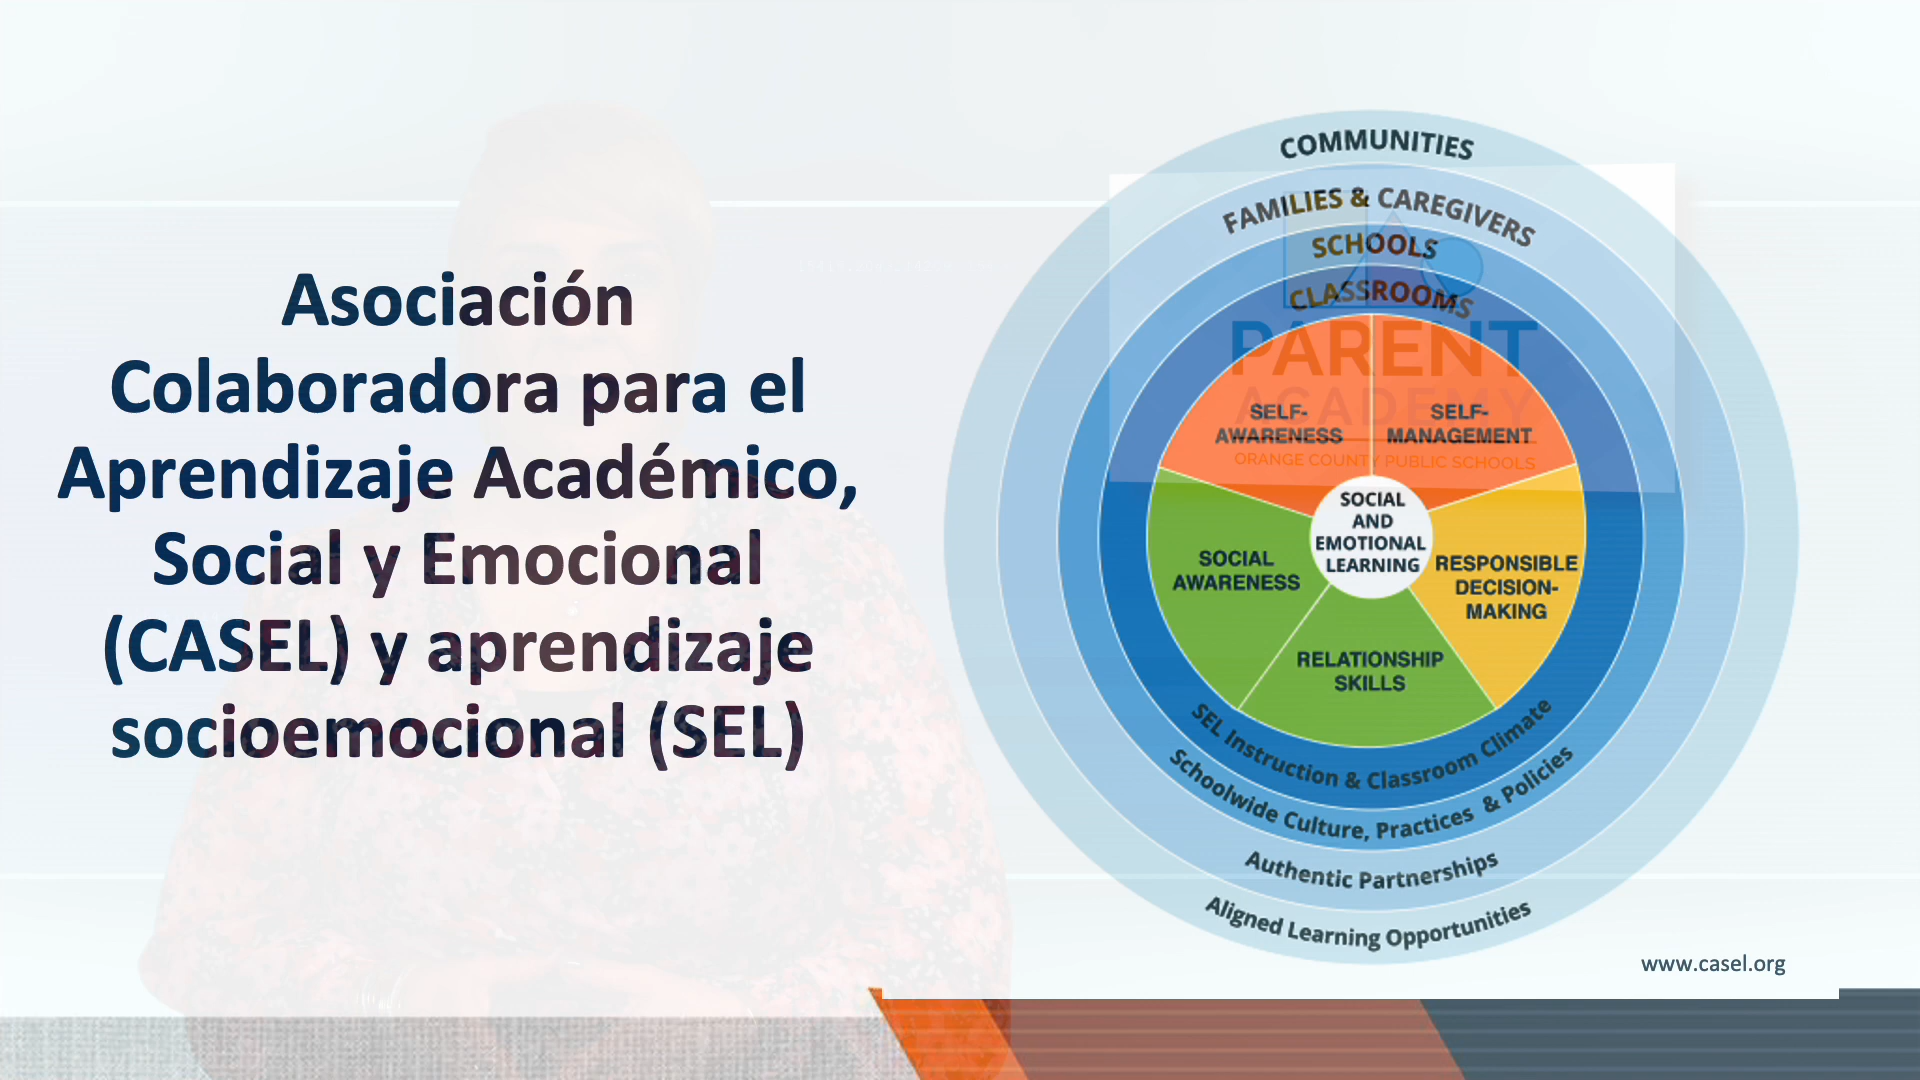 Asociación
Colaboradora para el
Aprendizaje Académico,
Social y Emocional
(CASEL) y aprendizaje
socioemocional (SEL)
COMMUNITIES
FAMILIES & CAREGIVERS
SCHOOLS
CLASSROOMS
PARENT
ACADEMY
ORANGE COUNTY PUBLIC SCHOOLS
SELF-
AWARENESS
SELF-
MANAGEMENT
SOCIAL
AND
EMOTIONAL
LEARNING
SOCIAL
AWARENESS
RESPONSIBLE
DECISION-
MAKING
RELATIONSHIP
SKILLS
SEL Instruction & Classroom Climate
Schoolwide Culture, Practices & Policies
Authentic Partnerships
Aligned Learning Opportunities
www.casel.org